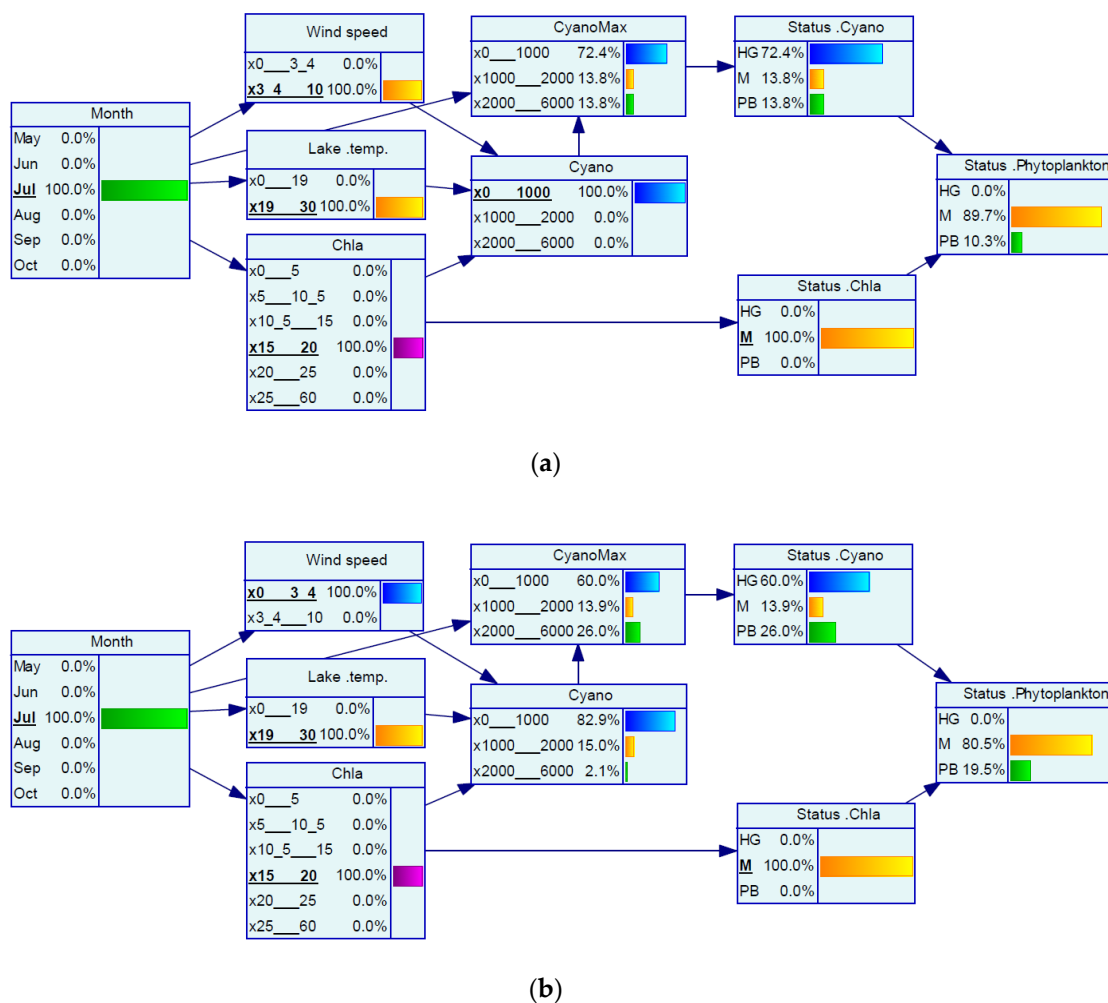 Wind speed
x0___3_4 0.0%
x3_4___10 100.0%
CyanoMax
x0___1000 72.4%
x1000___2000 13.8%
x2000___6000 13.8%
Status .Cyano
HG 72.4%
M 13.8%
PB 13.8%
Month
May 0.0%
Jun 0.0%
Jul 100.0%
Aug 0.0%
Sep 0.0%
Oct 0.0%
Lake .temp.
x0___19 0.0%
x19___30 100.0%
Cyano
x0___1000 100.0%
x1000___2000 0.0%
x2000___6000 0.0%
Status .Phytoplankton
HG 0.0%
M 89.7%
PB 10.3%
Chla
x0___5 0.0%
x5___10_5 0.0%
x10_5___15 0.0%
x15___20 100.0%
x20___25 0.0%
x25___60 0.0%
Status .Chla
HG 0.0%
M 100.0%
PB 0.0%
(a)
Wind speed
x0___3_4 100.0%
x3_4___10 0.0%
CyanoMax
x0___1000 60.0%
x1000___2000 13.9%
x2000___6000 26.0%
Status .Cyano
HG 60.0%
M 13.9%
PB 26.0%
Month
May 0.0%
Jun 0.0%
Jul 100.0%
Aug 0.0%
Sep 0.0%
Oct 0.0%
Lake .temp.
x0___19 0.0%
x19___30 100.0%
Cyano
x0___1000 82.9%
x1000___2000 15.0%
x2000___6000 2.1%
Status .Phytoplankton
HG 0.0%
M 80.5%
PB 19.5%
Chla
x0___5 0.0%
x5___10_5 0.0%
x10_5___15 0.0%
x15___20 100.0%
x20___25 0.0%
x25___60 0.0%
Status .Chla
HG 0.0%
M 100.0%
PB 0.0%
(b)